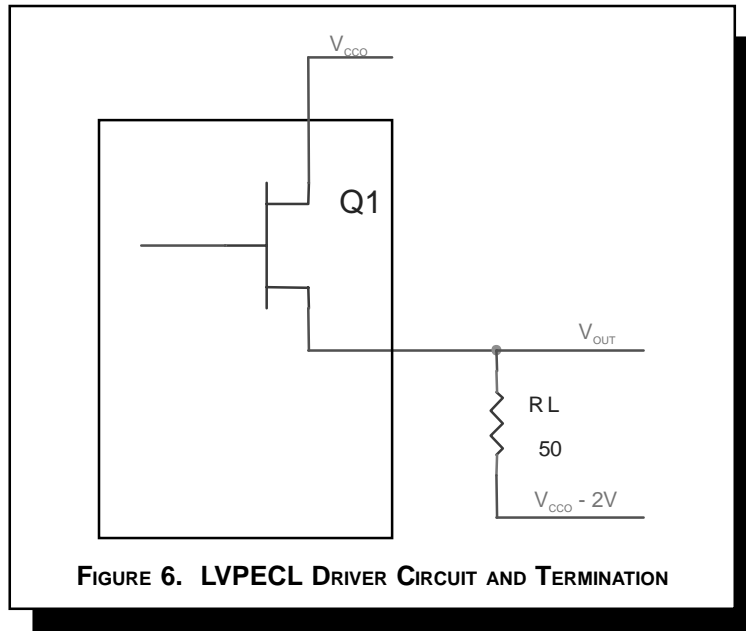 VCCO
Q1
VOUT
RL
50
VCCO - 2V
FIGURE 6. LVPECL DRIVER CIRCUIT AND TERMINATION